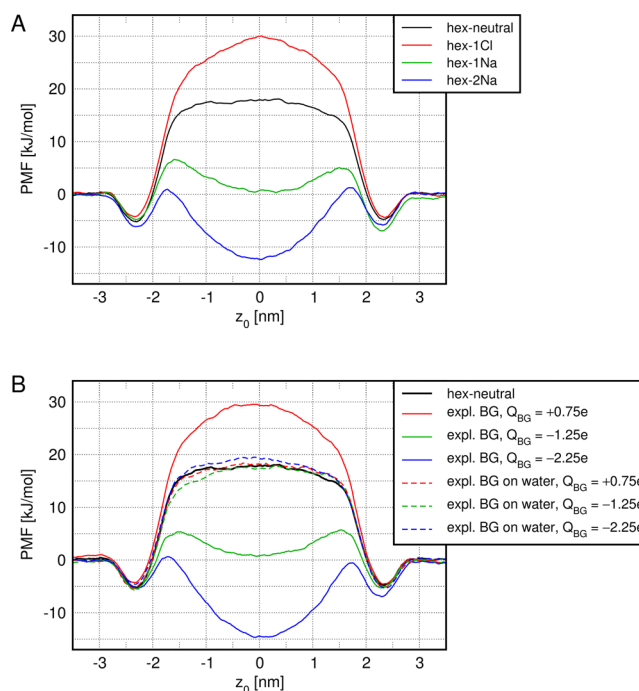 A
hex-neutral
hex-1Cl
hex-1Na
hex-2Na
30
20
10
0
-10
PMF [kJ/mol]
-3 -2 -1 0 1 2 3
z0 [nm]
B
hex-neutral
expl. BG, QBG = +0.75e
expl. BG, QBG = −1.25e
expl. BG, QBG = −2.25e
expl. BG on water, QBG = +0.75e
expl. BG on water, QBG = −1.25e
expl. BG on water, QBG = −2.25e
30
20
10
0
-10
PMF [kJ/mol]
-3 -2 -1 0 1 2 3
z0 [nm]